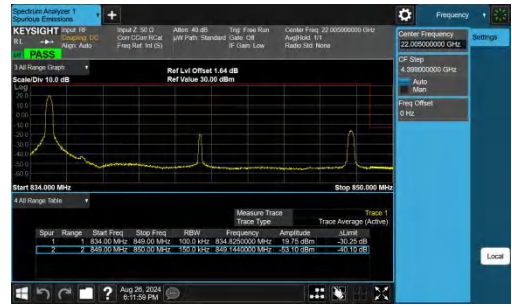 Spectrum Analyzer 1
Spurious Emissions
Frequency
KEYSIGHT Input: RF
Coupling: DC
Align: Auto
Input Z: 50 Ω
Corr CCorr RCal
Freq Ref: Int (S)
Atten: 40 dB
µW Path: Standard
Trig: Free Run
Gate: Off
IF Gain: Low
Center Freq: 22.005000000 GHz
Avg|Hold: 1/1
Radio Std: None
PASS
Center Frequency
22.005000000 GHz
Settings
CF Step
4.399000000 GHz
Auto
Man
Freq Offset
0 Hz
3 All Range Graph
Scale/Div 10.0 dB
Ref Lvl Offset 1.64 dB
Ref Value 30.00 dBm
Log
20.0
10.0
0.00
-10.0
-20.0
-30.0
-40.0
-50.0
-60.0
Start 834.000 MHz
Stop 850.000 MHz
4 All Range Table
Measure Trace Trace 1
Trace Type Trace Average (Active)
Spur Range Start Freq Stop Freq RBW Frequency Amplitude ΔLimit
1 1 834.00 MHz 849.00 MHz 100.0 kHz 834.8250000 MHz 19.75 dBm -30.25 dB
2 2 849.00 MHz 850.00 MHz 150.0 kHz 849.1440000 MHz -53.10 dBm -40.10 dB
Local
Aug 26, 2024
6:11:59 PM